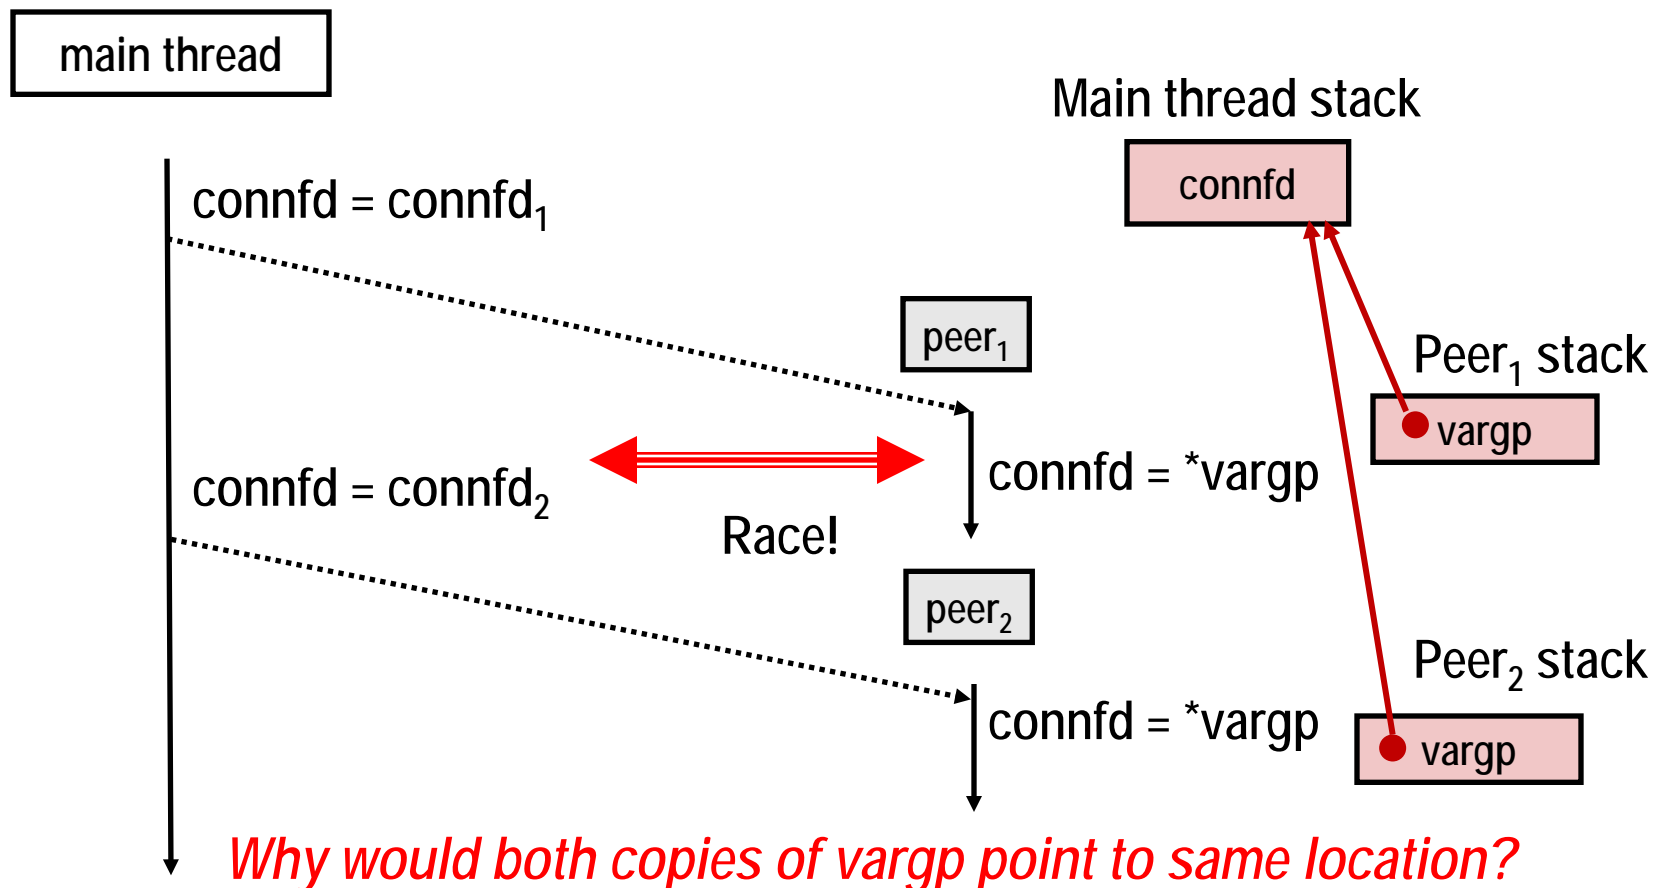 main thread
Main thread stack
connfd
connfd = connfd₁
peer₁
Peer₁ stack
vargp
connfd = *vargp
connfd = connfd₂
Race!
peer₂
Peer₂ stack
connfd = *vargp
vargp
Why would both copies of vargp point to same location?